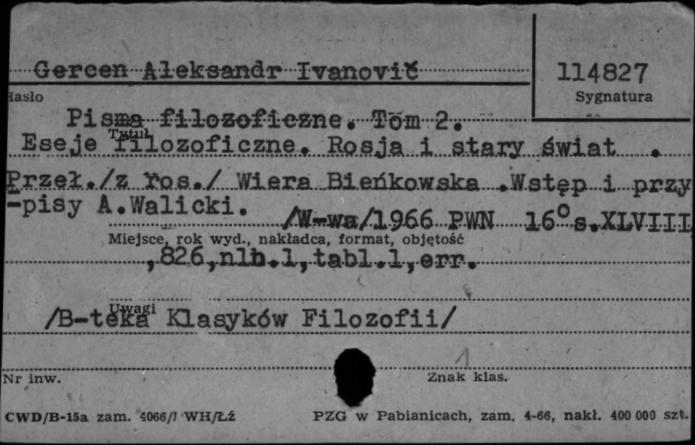 Gercen Aleksandr Ivanovič
114827
Hasło
Sygnatura
Pisma filozoficzne. Tom 2.
Tytuł
Eseje filozoficzne. Rosja i stary świat .
Przeł./z ros./ Wiera Bieńkowska .Wstęp i przy
-pisy A.Walicki.
/W-wa/1966 PWN 16° s.XLVIII
Miejsce, rok wyd., nakładca, format, objętość
,826,nlb.1,tabl.1,err.
Uwagi
/B-teka Klasyków Filozofii/
1
Nr inw.
Znak klas.
CWD/B-15a zam. 4066/I WH/Łź
PZG w Pabianicach, zam. 4-66, nakł. 400 000 szt.